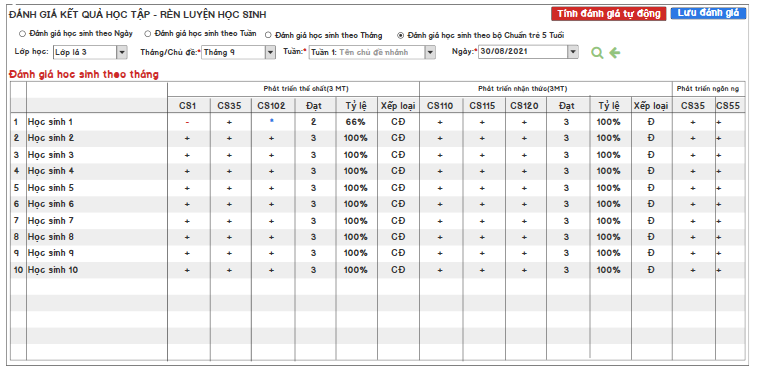 ĐÁNH GIÁ KẾT QUẢ HỌC TẬP - RÈN LUYỆN HỌC SINH Tính đánh giá tự động Lưu đánh giá
Đánh giá học sinh theo Ngày Đánh giá học sinh theo Tuần Đánh giá học sinh theo Tháng Đánh giá học sinh theo bộ Chuẩn trẻ 5 Tuổi
Lớp học: Lớp lá 3 Tháng/Chủ đề:* Tháng 9 Tuần:* Tuần 1: Tên chủ đề nhánh Ngày:* 30/08/2021
Đánh giá học sinh theo tháng
Phát triển thể chất(3 MT) Phát triển nhận thức(3MT) Phát triển ngôn ng
CS1 CS35 CS102 Đạt Tỷ lệ Xếp loại CS110 CS115 CS120 Đạt Tỷ lệ Xếp loại CS35 CS55
1 Học sinh 1 - + * 2 66% CĐ + + + 3 100% Đ + +
2 Học sinh 2 + + + 3 100% CĐ + + + 3 100% Đ + +
3 Học sinh 3 + + + 3 100% CĐ + + + 3 100% Đ + +
4 Học sinh 4 + + + 3 100% CĐ + + + 3 100% Đ + +
5 Học sinh 5 + + + 3 100% CĐ + + + 3 100% Đ + +
6 Học sinh 6 + + + 3 100% CĐ + + + 3 100% Đ + +
7 Học sinh 7 + + + 3 100% CĐ + + + 3 100% Đ + +
8 Học sinh 8 + + + 3 100% CĐ + + + 3 100% Đ + +
9 Học sinh 9 + + + 3 100% CĐ + + + 3 100% Đ + +
10 Học sinh 10 + + + 3 100% CĐ + + + 3 100% Đ + +